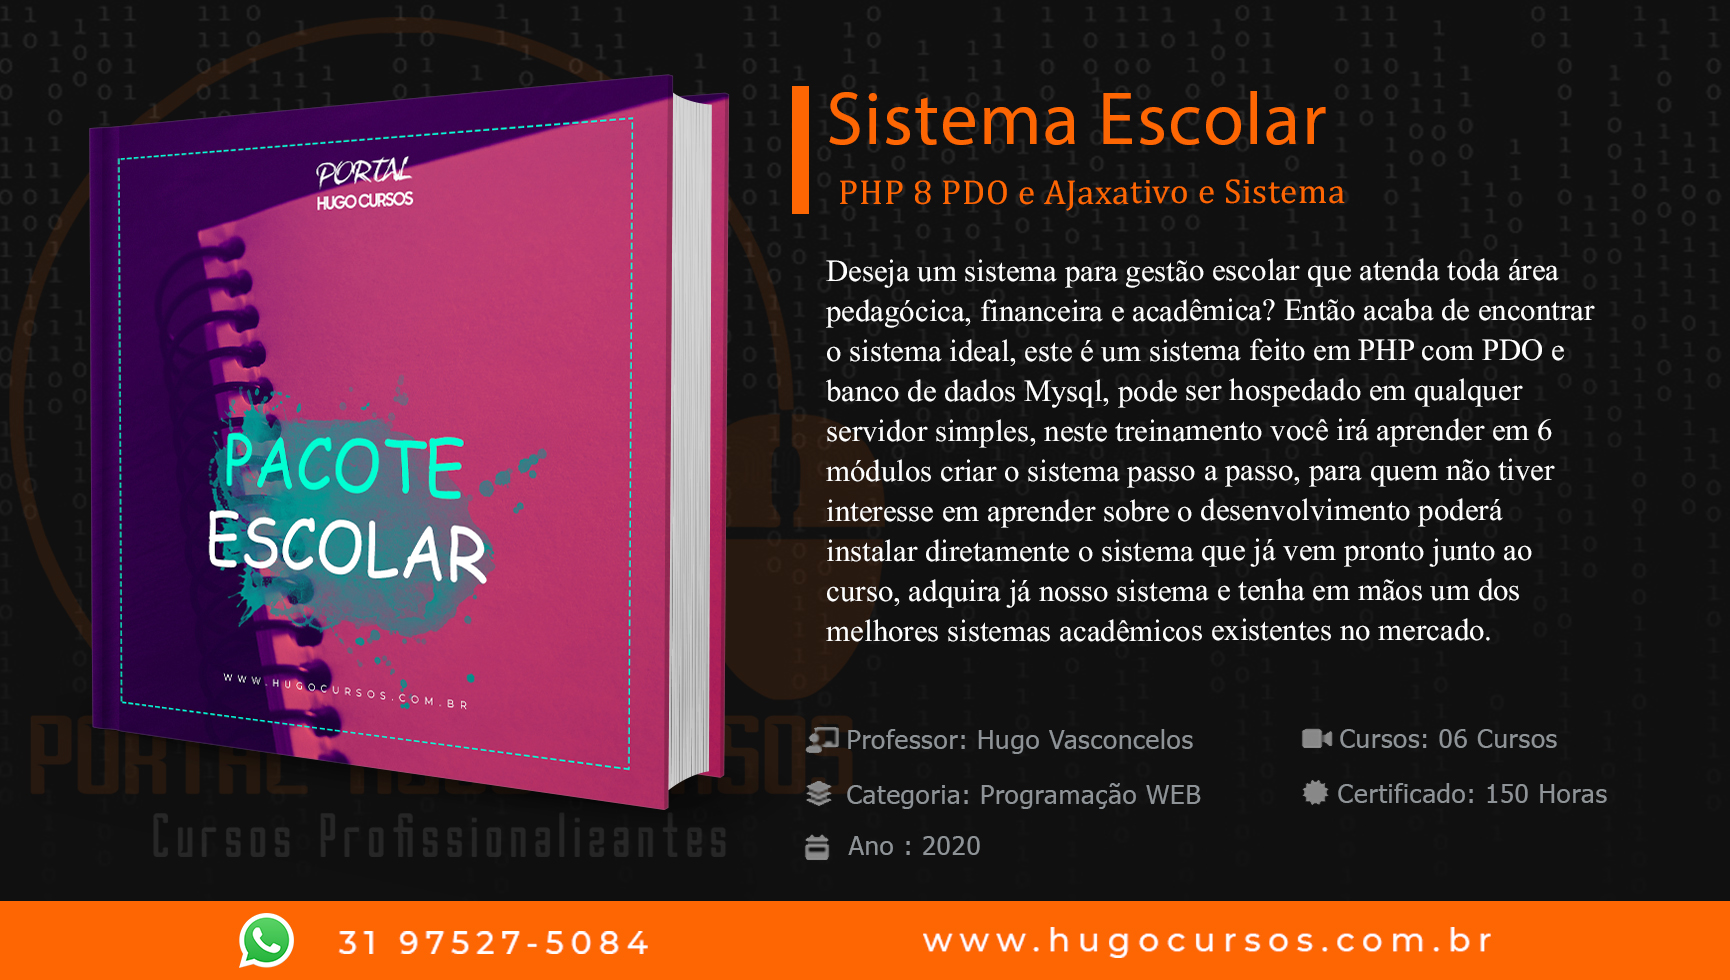 Sistema Escolar
PHP 8 PDO e AJaxativo e Sistema
PORTAL
HUGO CURSOS
PACOTE
ESCOLAR
WWW.HUGOCURSOS.COM.BR
Deseja um sistema para gestão escolar que atenda toda área
pedagócica, financeira e acadêmica? Então acaba de encontrar
o sistema ideal, este é um sistema feito em PHP com PDO e
banco de dados Mysql, pode ser hospedado em qualquer
servidor simples, neste treinamento você irá aprender em 6
módulos criar o sistema passo a passo, para quem não tiver
interesse em aprender sobre o desenvolvimento poderá
instalar diretamente o sistema que já vem pronto junto ao
curso, adquira já nosso sistema e tenha em mãos um dos
melhores sistemas acadêmicos existentes no mercado.
Professor: Hugo Vasconcelos
Cursos: 06 Cursos
Categoria: Programação WEB
Certificado: 150 Horas
Ano : 2020
PORTAL
Cursos Profissionalizantes
31 97527-5084
www.hugocursos.com.br